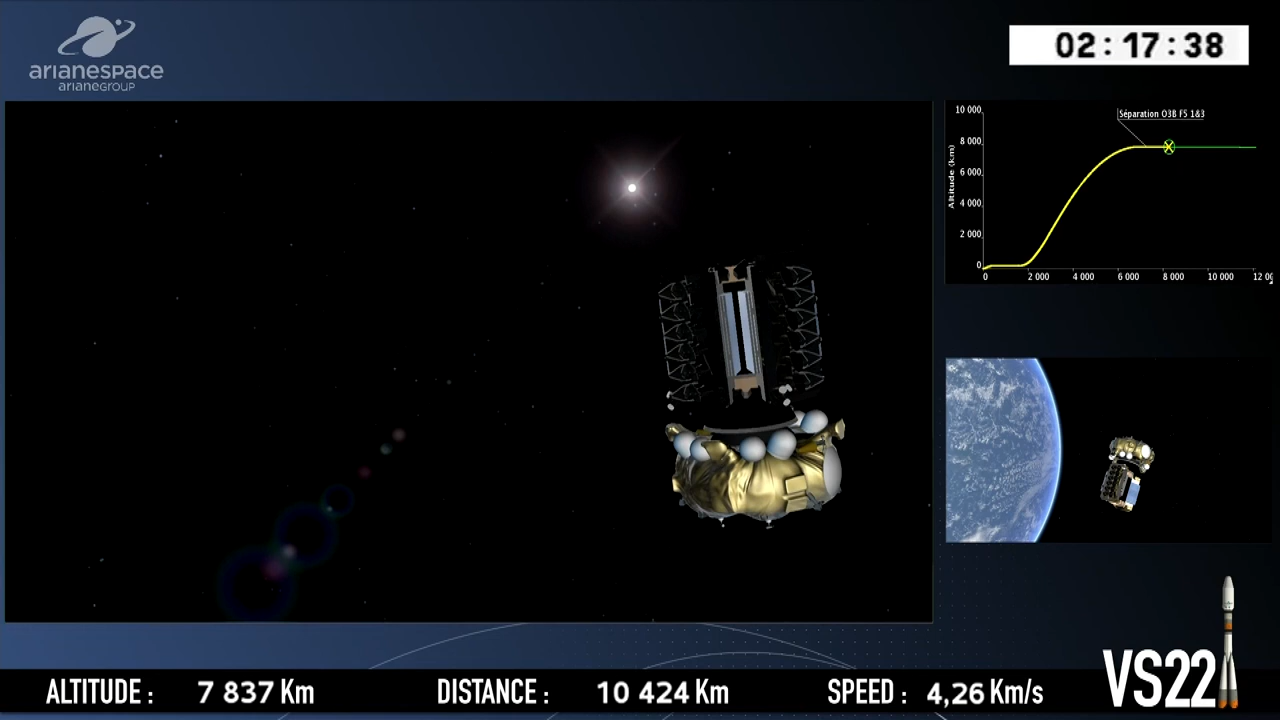 arianespace
arianeGROUP
02:17:38
Séparation O3B F5 1&3
10 000
8 000
6 000
4 000
2 000
0
Altitude (km)
0 2 000 4 000 6 000 8 000 10 000 12 00
ALTITUDE : 7 837 Km DISTANCE : 10 424 Km SPEED : 4,26 Km/s
VS22